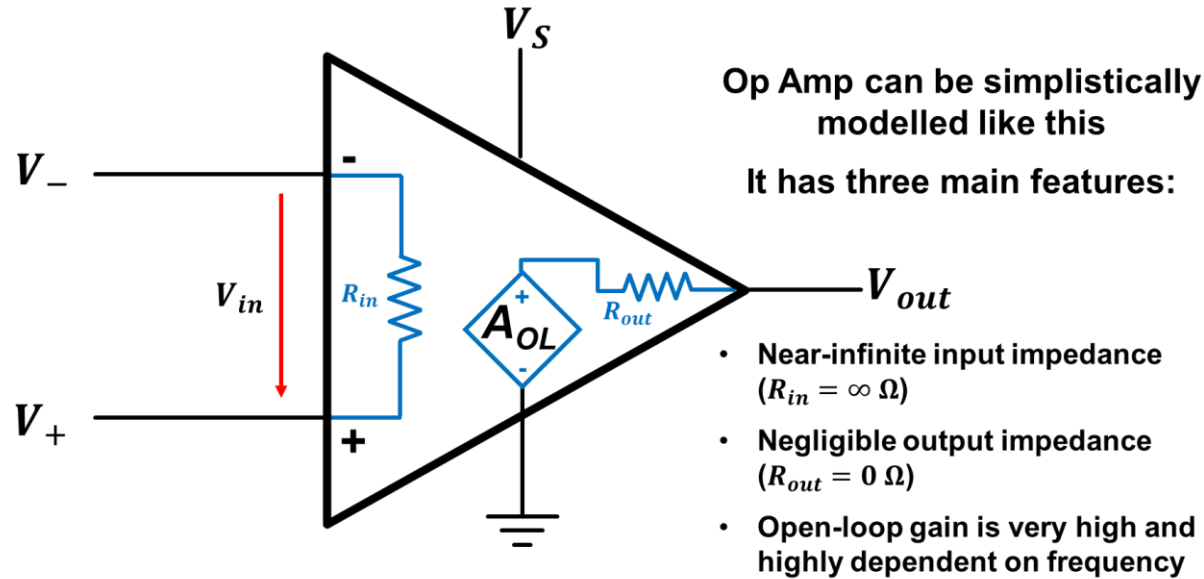 V_S
Op Amp can be simplistically
modelled like this
It has three main features:
V_−
-
V_in
R_in
+
A_OL
-
R_out
V_out
V_+
+
• Near-infinite input impedance
(R_in = ∞ Ω)
• Negligible output impedance
(R_out = 0 Ω)
• Open-loop gain is very high and
highly dependent on frequency